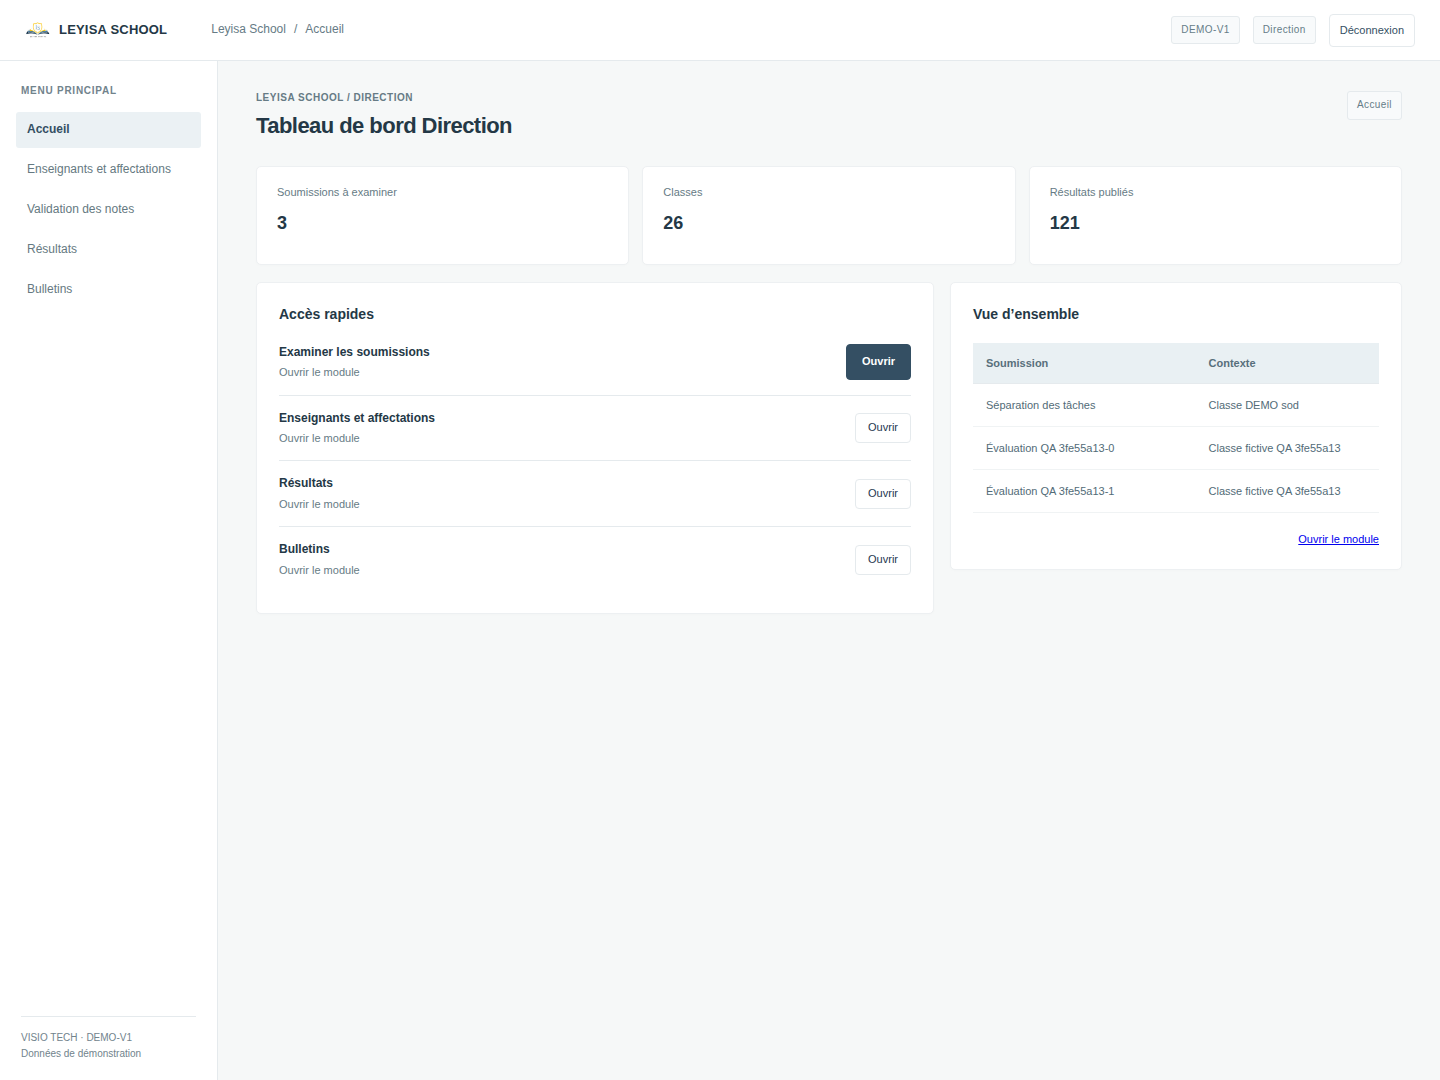 LEYISA SCHOOL
Leyisa School / Accueil
DEMO-V1
Direction
Déconnexion
MENU PRINCIPAL
Accueil
Enseignants et affectations
Validation des notes
Résultats
Bulletins
VISIO TECH · DEMO-V1
Données de démonstration
LEYISA SCHOOL / DIRECTION
Tableau de bord Direction
Accueil
Soumissions à examiner
3
Classes
26
Résultats publiés
121
Accès rapides
Examiner les soumissions
Ouvrir le module
Ouvrir
Enseignants et affectations
Ouvrir le module
Ouvrir
Résultats
Ouvrir le module
Ouvrir
Bulletins
Ouvrir le module
Ouvrir
Vue d’ensemble
Soumission Contexte
Séparation des tâches Classe DEMO sod
Évaluation QA 3fe55a13-0 Classe fictive QA 3fe55a13
Évaluation QA 3fe55a13-1 Classe fictive QA 3fe55a13
Ouvrir le module